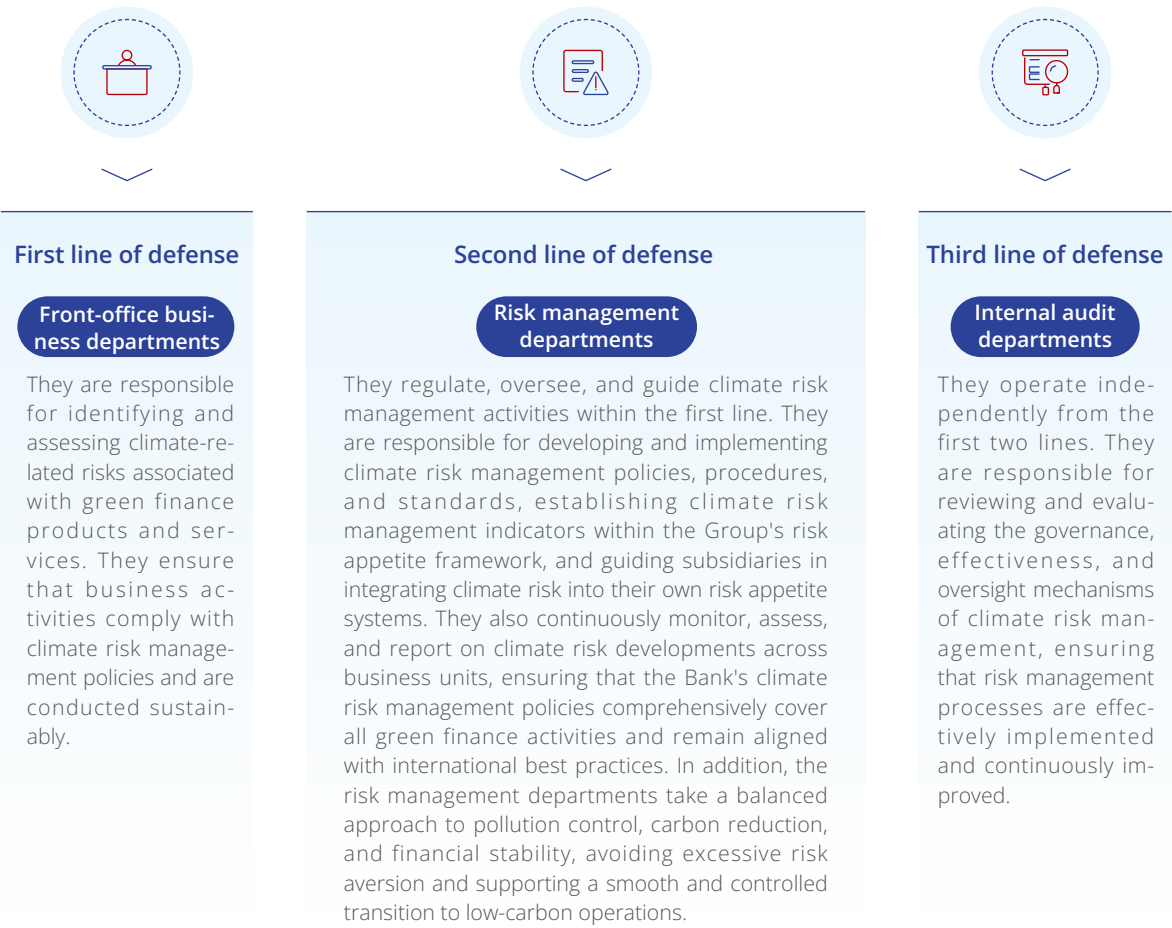 First line of defense
Front-office busi-
ness departments
They are responsible
for identifying and
assessing climate-re-
lated risks associated
with green finance
products and ser-
vices. They ensure
that business ac-
tivities comply with
climate risk manage-
ment policies and are
conducted sustain-
ably.
Second line of defense
Risk management
departments
They regulate, oversee, and guide climate risk
management activities within the first line. They
are responsible for developing and implementing
climate risk management policies, procedures,
and standards, establishing climate risk
management indicators within the Group's risk
appetite framework, and guiding subsidiaries in
integrating climate risk into their own risk appetite
systems. They also continuously monitor, assess,
and report on climate risk developments across
business units, ensuring that the Bank's climate
risk management policies comprehensively cover
all green finance activities and remain aligned
with international best practices. In addition, the
risk management departments take a balanced
approach to pollution control, carbon reduction,
and financial stability, avoiding excessive risk
aversion and supporting a smooth and controlled
transition to low-carbon operations.
Third line of defense
Internal audit
departments
They operate inde-
pendently from the
first two lines. They
are responsible for
reviewing and evalu-
ating the governance,
effectiveness, and
oversight mechanisms
of climate risk man-
agement, ensuring
that risk management
processes are effec-
tively implemented
and continuously im-
proved.